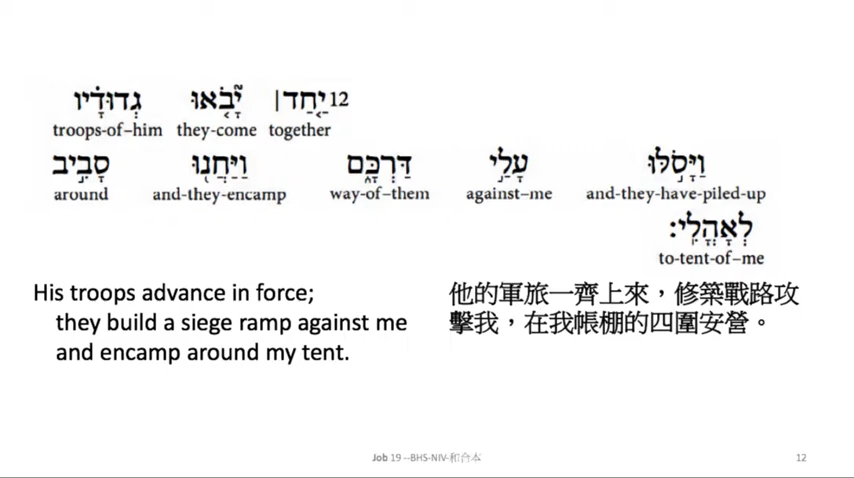 12 יַ֤חַד ׀ יָ֘בֹ֤אוּ גְדוּדָ֗יו
together they-come troops-of–him
וַיָּסֹ֣לּוּ עָלַ֣י דַּרְכָּ֑ם וַיַּחֲנ֖וּ סָבִ֣יב
and-they-have-piled-up against–me way-of–them and-they-encamp around
לְאָהֳלִֽי׃
to-tent-of–me
His troops advance in force;
they build a siege ramp against me
and encamp around my tent.
他的軍旅一齊上來，修築戰路攻
擊我，在我帳棚的四圍安營。
Job 19 --BHS-NIV-和合本
12